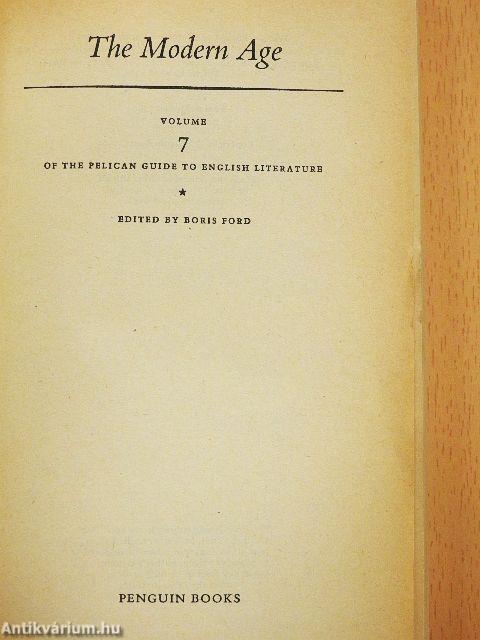 The Modern Age
VOLUME
7
OF THE PELICAN GUIDE TO ENGLISH LITERATURE
★
EDITED BY BORIS FORD
PENGUIN BOOKS
Antikvárium.hu